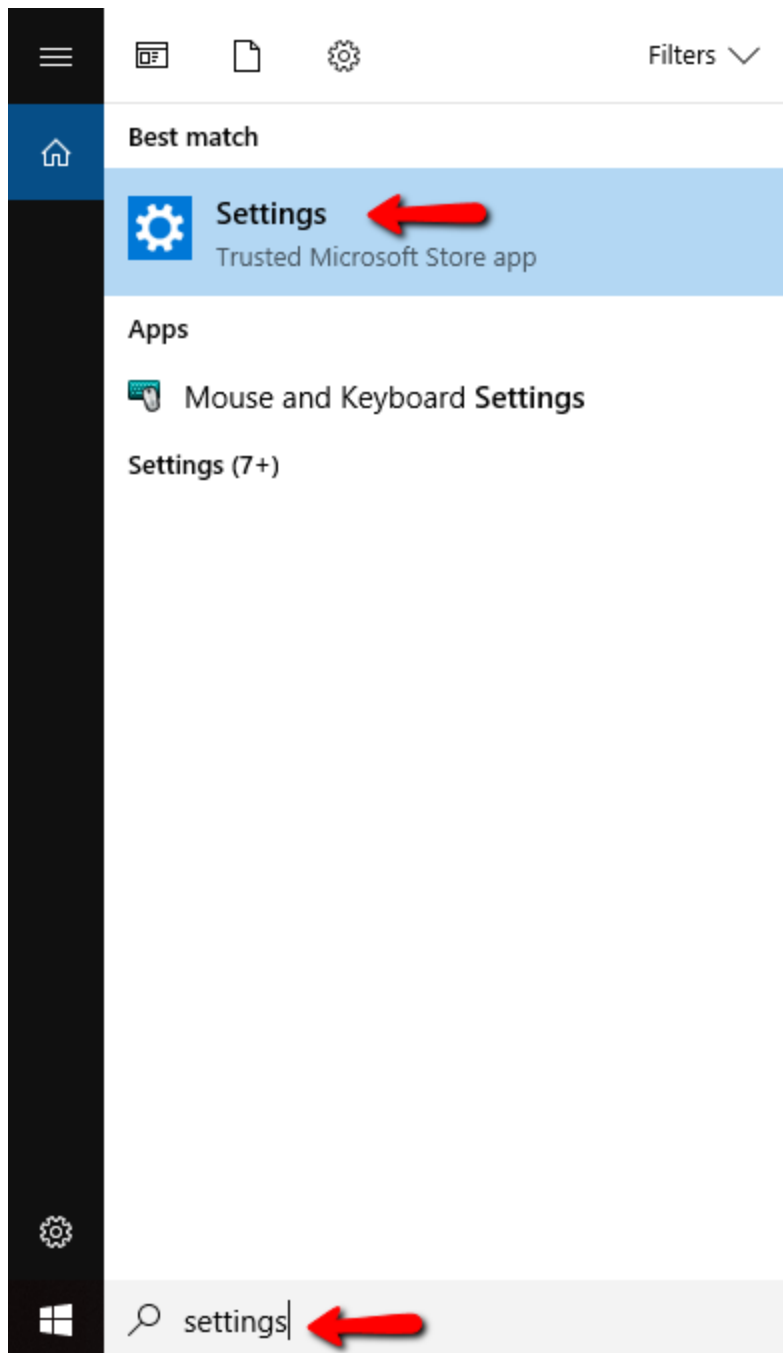 Filters
Best match
Settings
Trusted Microsoft Store app
Apps
Mouse and Keyboard Settings
Settings (7+)
settings